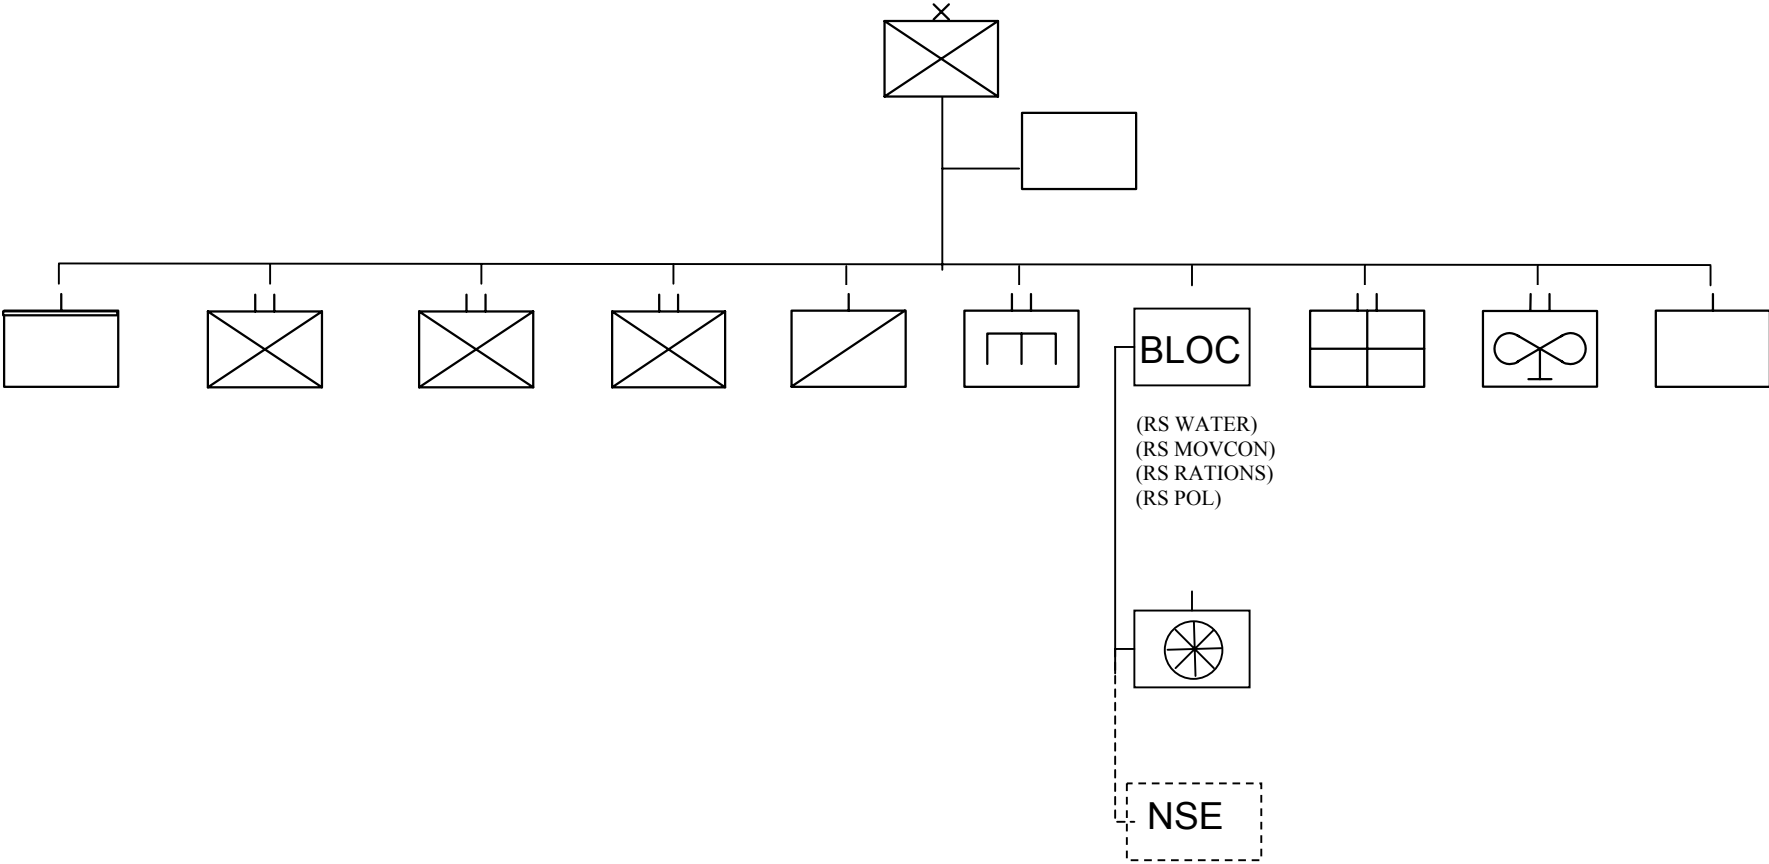 BLOC
(RS WATER)
(RS MOVCON)
(RS RATIONS)
(RS POL)
NSE